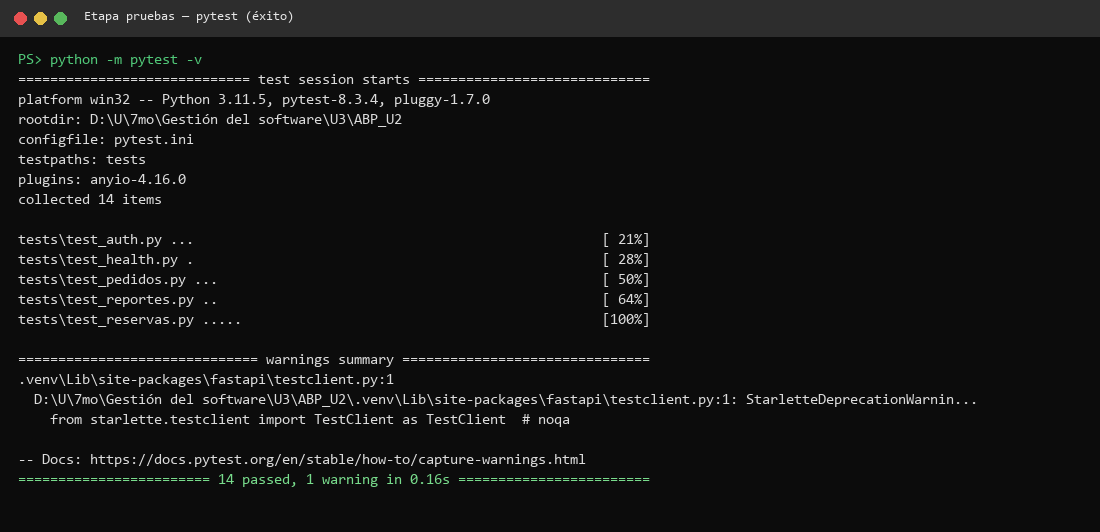 Etapa pruebas — pytest (éxito)
PS> python -m pytest -v
============================= test session starts =============================
platform win32 -- Python 3.11.5, pytest-8.3.4, pluggy-1.7.0
rootdir: D:\U\7mo\Gestión del software\U3\ABP_U2
configfile: pytest.ini
testpaths: tests
plugins: anyio-4.16.0
collected 14 items
tests\test_auth.py ... [ 21%]
tests\test_health.py . [ 28%]
tests\test_pedidos.py ... [ 50%]
tests\test_reportes.py .. [ 64%]
tests\test_reservas.py ..... [100%]
============================== warnings summary ===============================
.venv\Lib\site-packages\fastapi\testclient.py:1
D:\U\7mo\Gestión del software\U3\ABP_U2\.venv\Lib\site-packages\fastapi\testclient.py:1: StarletteDeprecationWarnin...
from starlette.testclient import TestClient as TestClient  # noqa
-- Docs: https://docs.pytest.org/en/stable/how-to/capture-warnings.html
======================== 14 passed, 1 warning in 0.16s ========================